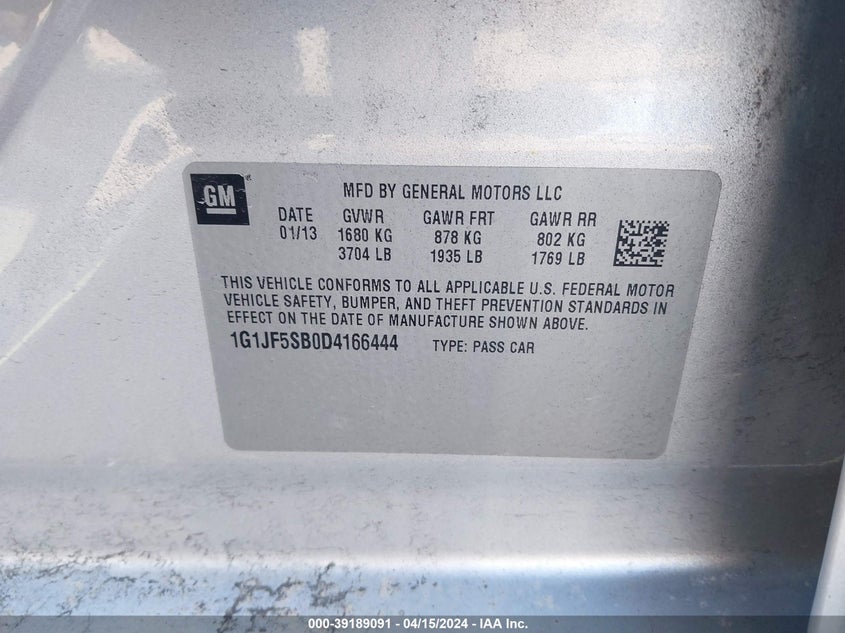 GM
MFD BY GENERAL MOTORS LLC
DATE GVWR GAWR FRT GAWR RR
01/13 1680 KG 878 KG 802 KG
3704 LB 1935 LB 1769 LB
THIS VEHICLE CONFORMS TO ALL APPLICABLE U.S. FEDERAL MOTOR
VEHICLE SAFETY, BUMPER, AND THEFT PREVENTION STANDARDS IN
EFFECT ON THE DATE OF MANUFACTURE SHOWN ABOVE.
1G1JF5SB0D4166444 TYPE: PASS CAR
000-39189091 - 04/15/2024 - © IAA Inc.